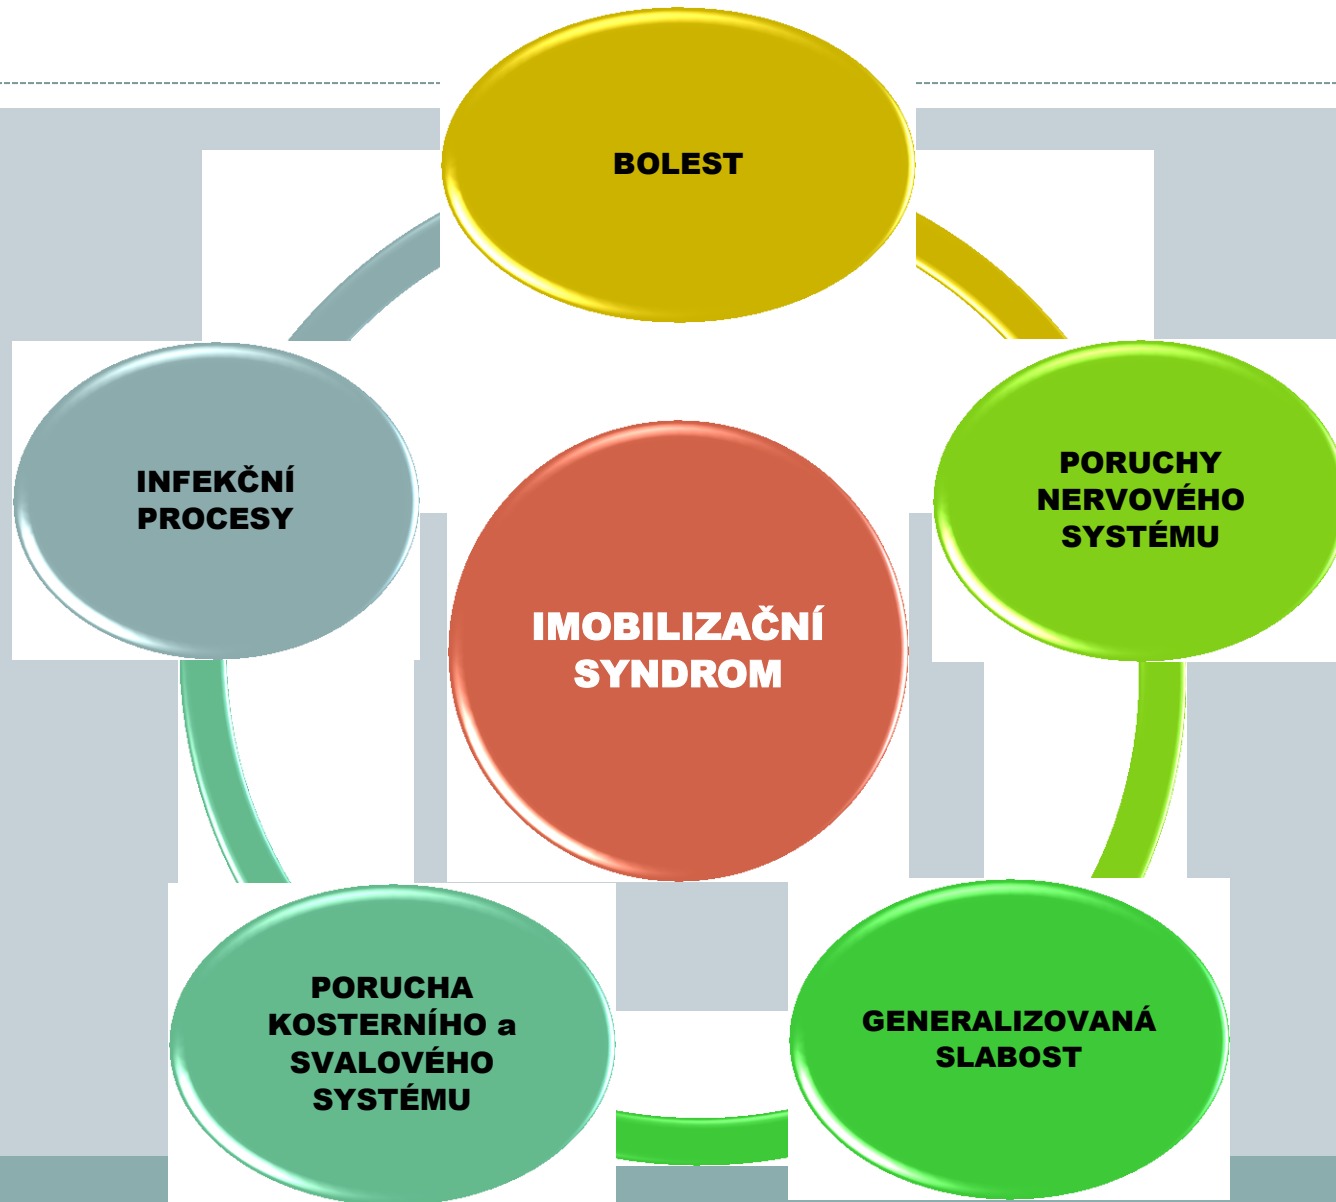 BOLEST
INFEKČNÍ
PROCESY
PORUCHY
NERVOVÉHO
SYSTÉMU
IMOBILIZAČNÍ
SYNDROM
PORUCHA
KOSTERNÍHO a
SVALOVÉHO
SYSTÉMU
GENERALIZOVANÁ
SLABOST